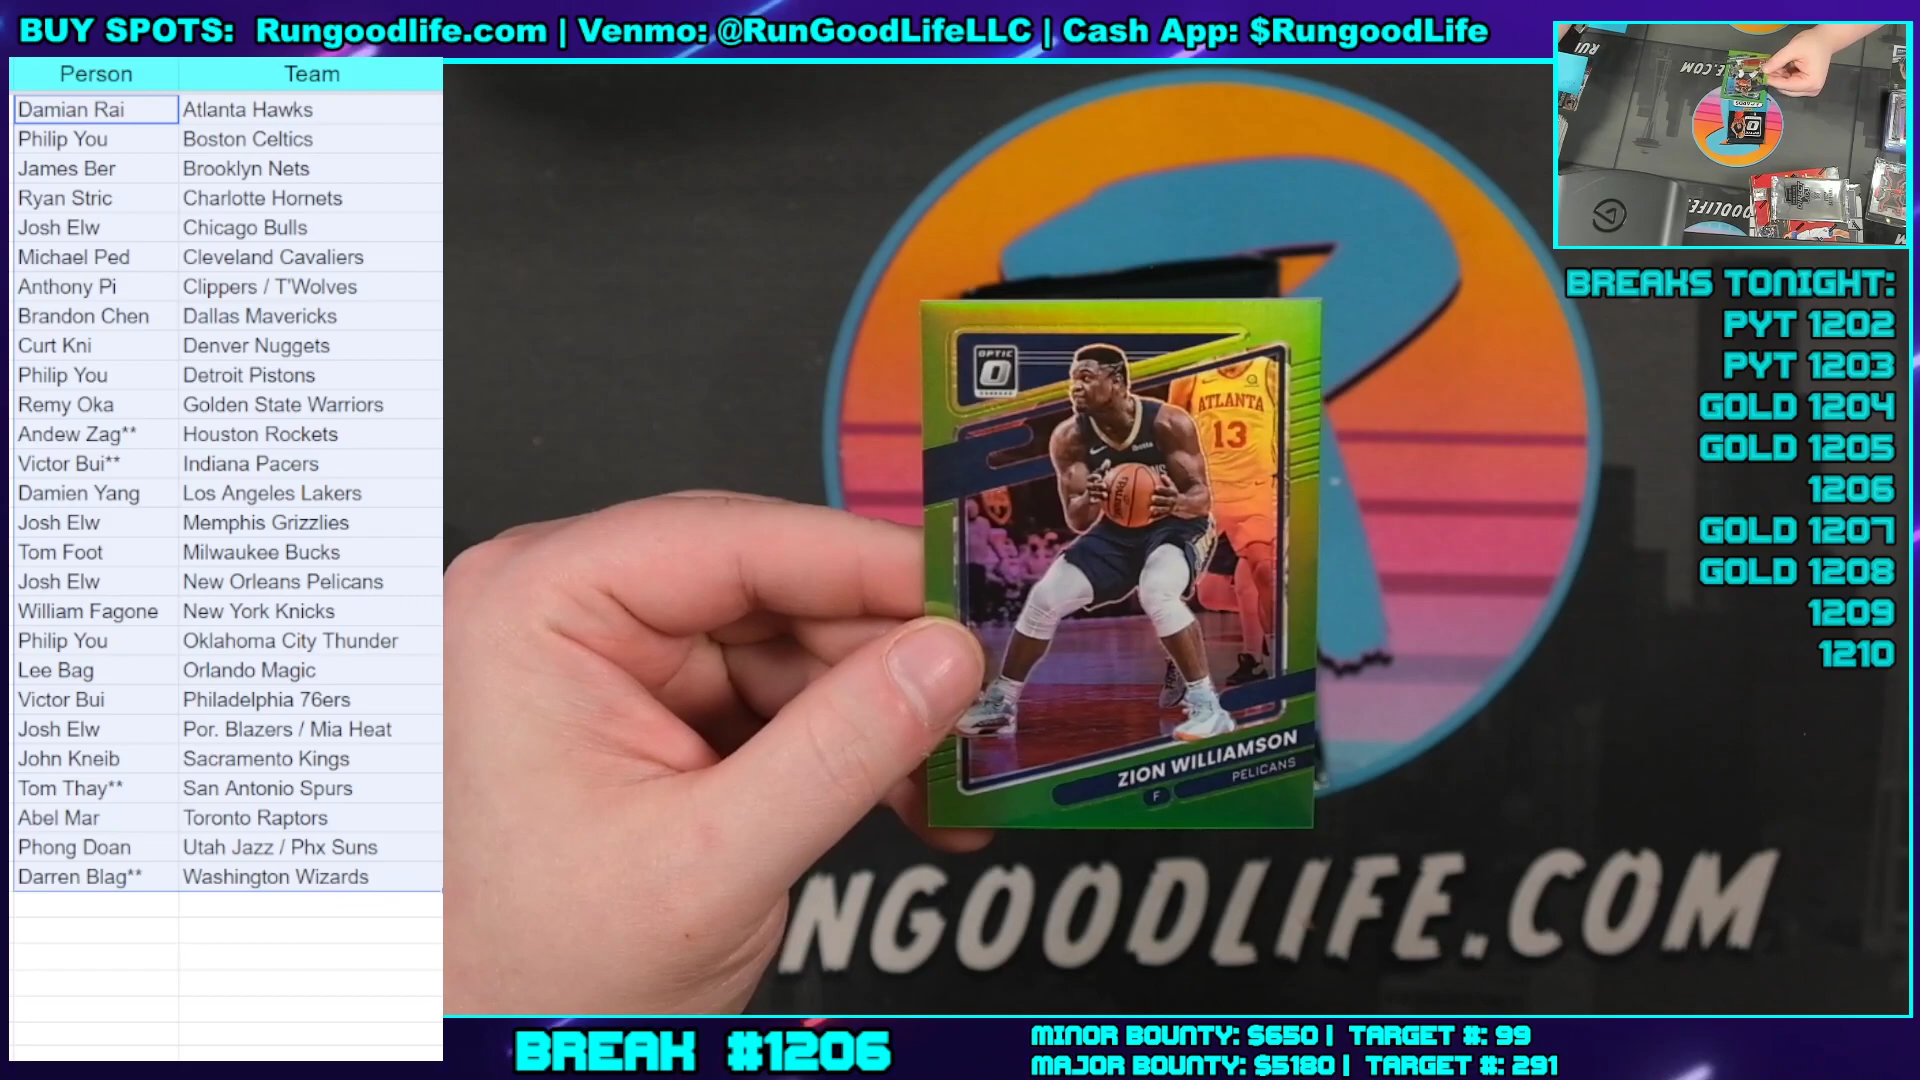 BUY SPOTS: Rungoodlife.com | Venmo: @RunGoodLifeLLC | Cash App: $RungoodLife
Person Team
Damian Rai Atlanta Hawks
Philip You Boston Celtics
James Ber Brooklyn Nets
Ryan Stric Charlotte Hornets
Josh Elw Chicago Bulls
Michael Ped Cleveland Cavaliers
Anthony Pi Clippers / T'Wolves
Brandon Chen Dallas Mavericks
Curt Kni Denver Nuggets
Philip You Detroit Pistons
Remy Oka Golden State Warriors
Andew Zag** Houston Rockets
Victor Bui** Indiana Pacers
Damien Yang Los Angeles Lakers
Josh Elw Memphis Grizzlies
Tom Foot Milwaukee Bucks
Josh Elw New Orleans Pelicans
William Fagone New York Knicks
Philip You Oklahoma City Thunder
Lee Bag Orlando Magic
Victor Bui Philadelphia 76ers
Josh Elw Por. Blazers / Mia Heat
John Kneib Sacramento Kings
Tom Thay** San Antonio Spurs
Abel Mar Toronto Raptors
Phong Doan Utah Jazz / Phx Suns
Darren Blag** Washington Wizards
OPTIC
ATLANTA
13
ZION WILLIAMSON
PELICANS
F
NGOODLIFE.COM
BREAKS TONIGHT:
PYT 1202
PYT 1203
GOLD 1204
GOLD 1205
1206
GOLD 1207
GOLD 1208
1209
1210
BREAK #1206
MINOR BOUNTY: $650 | TARGET #: 99
MAJOR BOUNTY: $5180 | TARGET #: 291